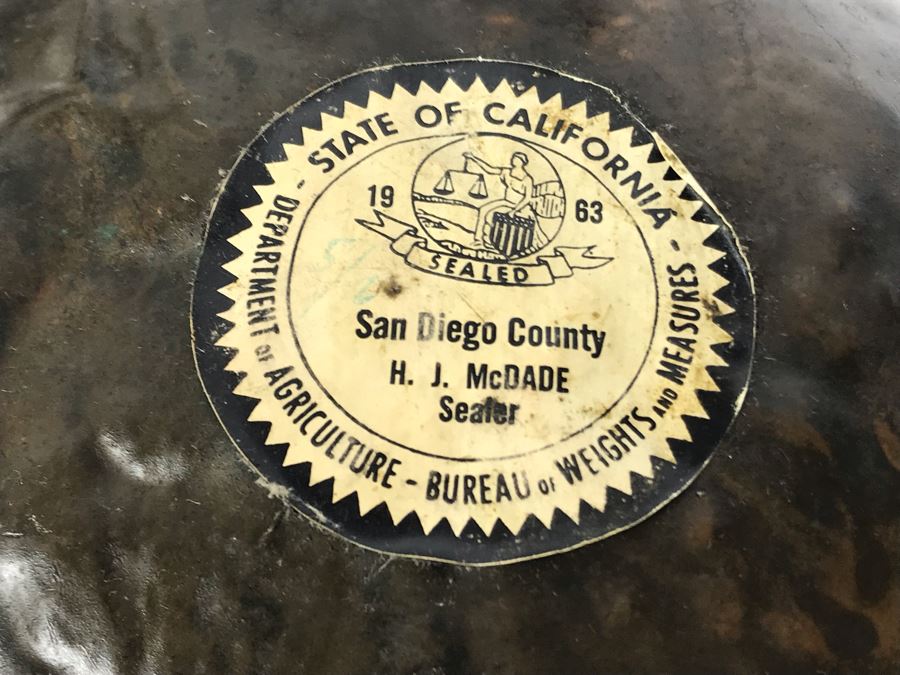 STATE OF CALIFORNIA
19 63
SEALED
San Diego County
H. J. McDADE
Sealer
- DEPARTMENT OF AGRICULTURE - BUREAU OF WEIGHTS AND MEASURES -